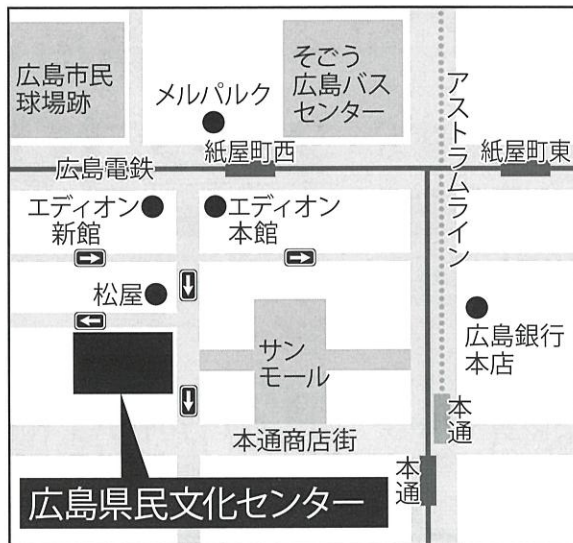 広島市民
球場跡
メルパルク
そごう
広島バス
センター
アストラムライン
広島電鉄
紙屋町西
紙屋町東
エディオン
新館
エディオン
本館
松屋
サン
モール
広島銀行
本店
本通
本通商店街
本通
広島県民文化センター